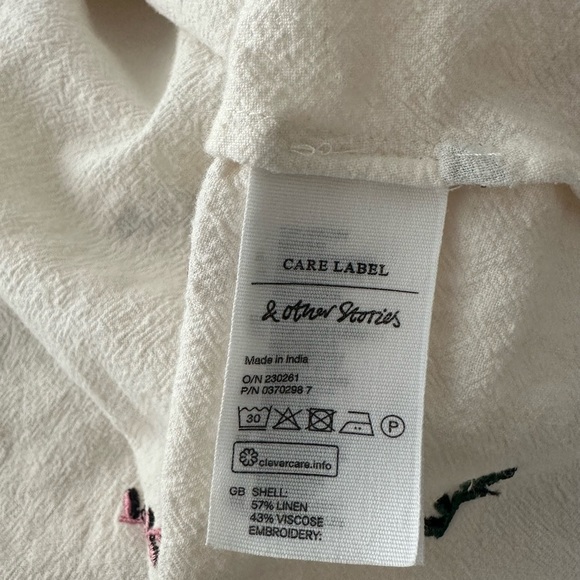 CARE LABEL
& other Stories
Made in India
O/N 230261
P/N 0370298 7
30 P
clevercare.info
GB SHELL:
57% LINEN
43% VISCOSE
EMBROIDERY: